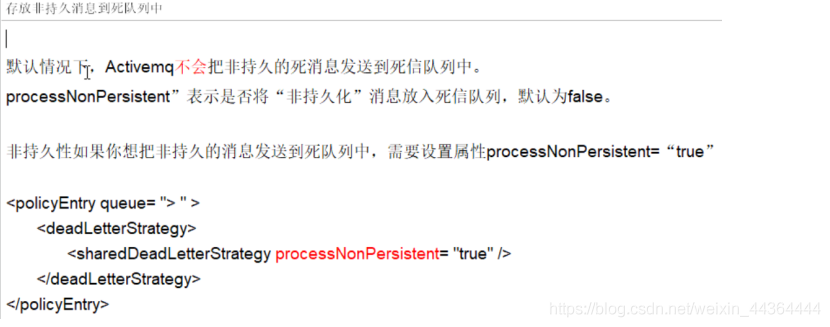 存放非持久消息到死队列中
默认情况下，Activemq不会把非持久的死消息发送到死信队列中。
processNonPersistent”表示是否将“非持久化”消息放入死信队列，默认为false。
非持久性如果你想把非持久的消息发送到死队列中，需要设置属性processNonPersistent=“true”
<policyEntry queue= "> " >
<deadLetterStrategy>
<sharedDeadLetterStrategy processNonPersistent= "true" />
</deadLetterStrategy>
</policyEntry>
https://blog.csdn.net/weixin_44364444